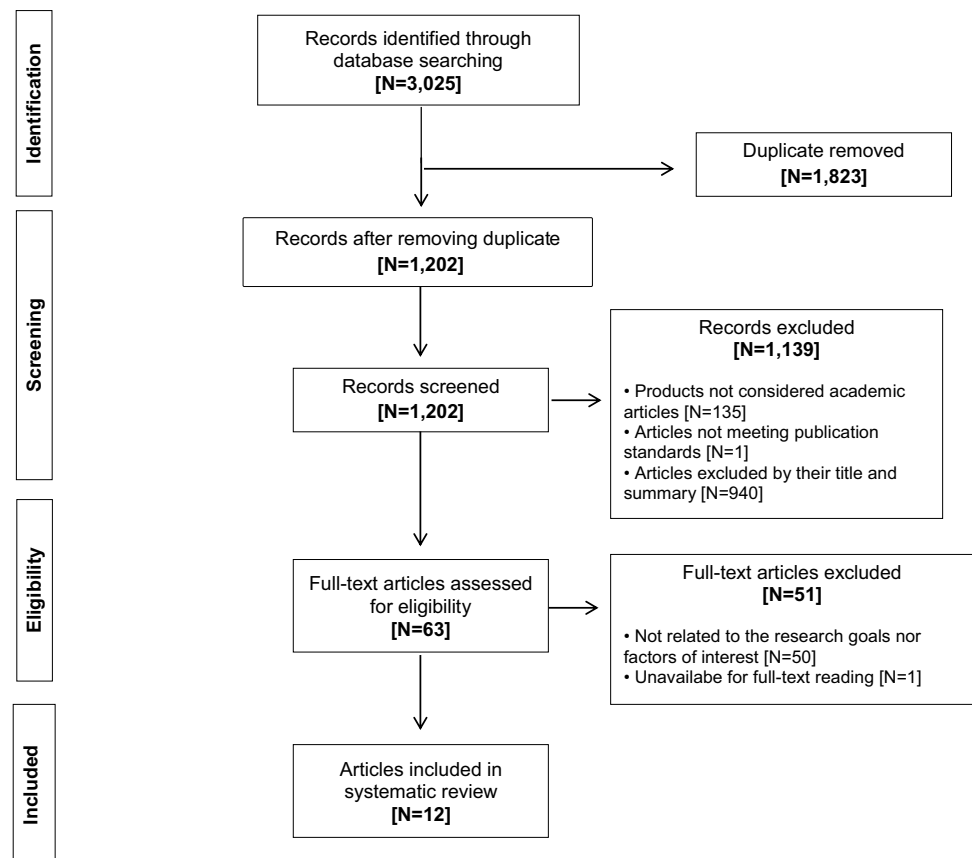 Identification
Records identified through
database searching
[N=3,025]
Duplicate removed
[N=1,823]
Screening
Records after removing duplicate
[N=1,202]
Records screened
[N=1,202]
Records excluded
[N=1,139]
• Products not considered academic
articles [N=135]
• Articles not meeting publication
standards [N=1]
• Articles excluded by their title and
summary [N=940]
Eligibility
Full-text articles assessed
for eligibility
[N=63]
Full-text articles excluded
[N=51]
• Not related to the research goals nor
factors of interest [N=50]
• Unavailabe for full-text reading [N=1]
Included
Articles included in
systematic review
[N=12]